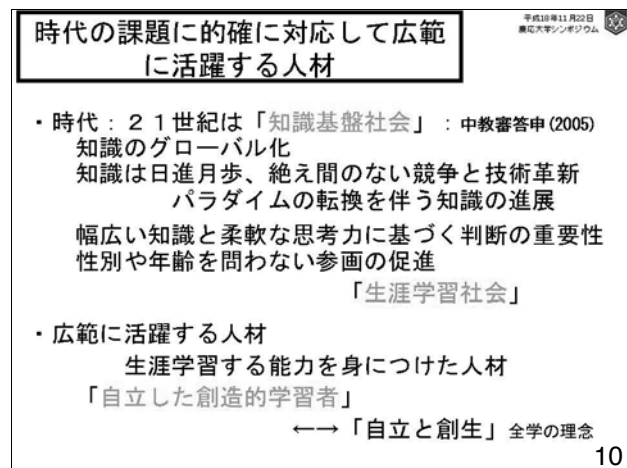 平成18年11月22日
慶応大学シンポジウム
時代の課題に的確に対応して広範
に活躍する人材
・時代：２１世紀は「知識基盤社会」：中教審答申(2005)
知識のグローバル化
知識は日進月歩、絶え間のない競争と技術革新
パラダイムの転換を伴う知識の進展
幅広い知識と柔軟な思考力に基づく判断の重要性
性別や年齢を問わない参画の促進
「生涯学習社会」
・広範に活躍する人材
生涯学習する能力を身につけた人材
「自立した創造的学習者」
←→「自立と創生」全学の理念
10